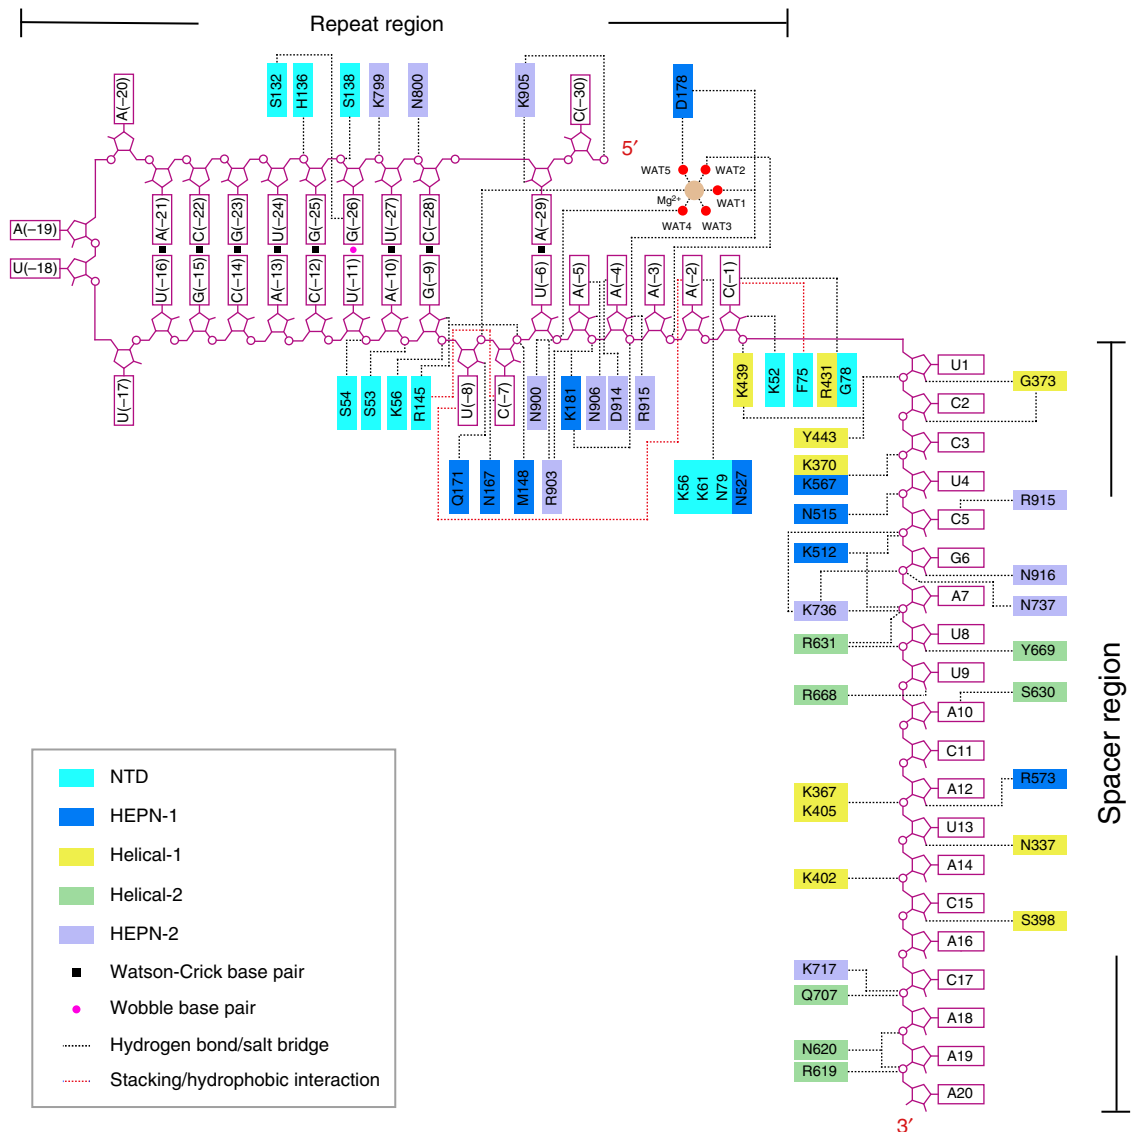 Repeat region
A(−20)
S132
H136
S138
K799
N800
K905
C(−30)
D178
5′
WAT5
WAT2
Mg2+
WAT1
WAT4
WAT3
A(−19)
U(−18)
A(−21)
C(−22)
G(−23)
U(−24)
G(−25)
G(−26)
U(−27)
C(−28)
A(−29)
U(−16)
G(−15)
C(−14)
A(−13)
C(−12)
U(−11)
A(−10)
G(−9)
U(−6)
A(−5)
A(−4)
A(−3)
A(−2)
C(−1)
U(−17)
S54
S53
K56
R145
U(−8)
C(−7)
N900
K181
N906
D914
R915
K439
K52
F75
R431
G78
Q171
N167
M148
R903
K56
K61
N79
N527
U1
G373
C2
Y443
C3
K370
K567
U4
N515
R915
C5
K512
G6
N916
A7
K736
N737
R631
U8
Y669
U9
R668
S630
A10
C11
R573
A12
K367
K405
U13
N337
A14
K402
C15
S398
A16
K717
C17
Q707
A18
N620
A19
R619
A20
3′
Spacer region
NTD
HEPN-1
Helical-1
Helical-2
HEPN-2
Watson-Crick base pair
Wobble base pair
Hydrogen bond/salt bridge
Stacking/hydrophobic interaction